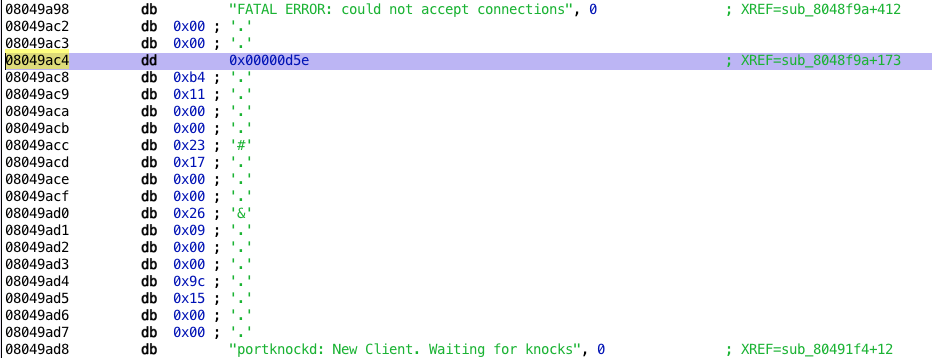 08049a98 db "FATAL ERROR: could not accept connections", 0 ; XREF=sub_8048f9a+412
08049ac2 db 0x00 ; '.'
08049ac3 db 0x00 ; '.'
08049ac4 dd 0x00000d5e ; XREF=sub_8048f9a+173
08049ac8 db 0xb4 ; '.'
08049ac9 db 0x11 ; '.'
08049aca db 0x00 ; '.'
08049acb db 0x00 ; '.'
08049acc db 0x23 ; '#'
08049acd db 0x17 ; '.'
08049ace db 0x00 ; '.'
08049acf db 0x00 ; '.'
08049ad0 db 0x26 ; '&'
08049ad1 db 0x09 ; '.'
08049ad2 db 0x00 ; '.'
08049ad3 db 0x00 ; '.'
08049ad4 db 0x9c ; '.'
08049ad5 db 0x15 ; '.'
08049ad6 db 0x00 ; '.'
08049ad7 db 0x00 ; '.'
08049ad8 db "portknockd: New Client. Waiting for knocks", 0 ; XREF=sub_80491f4+12